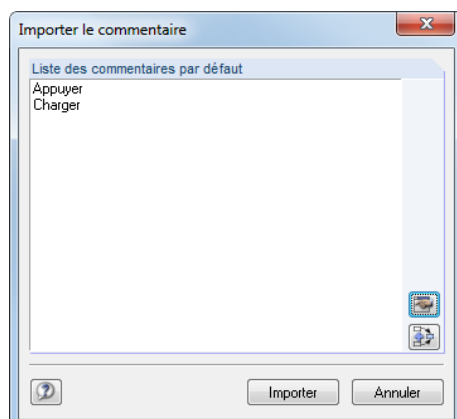 Importer le commentaire
Liste des commentaires par défaut
Appuyer
Charger
Importer Annuler